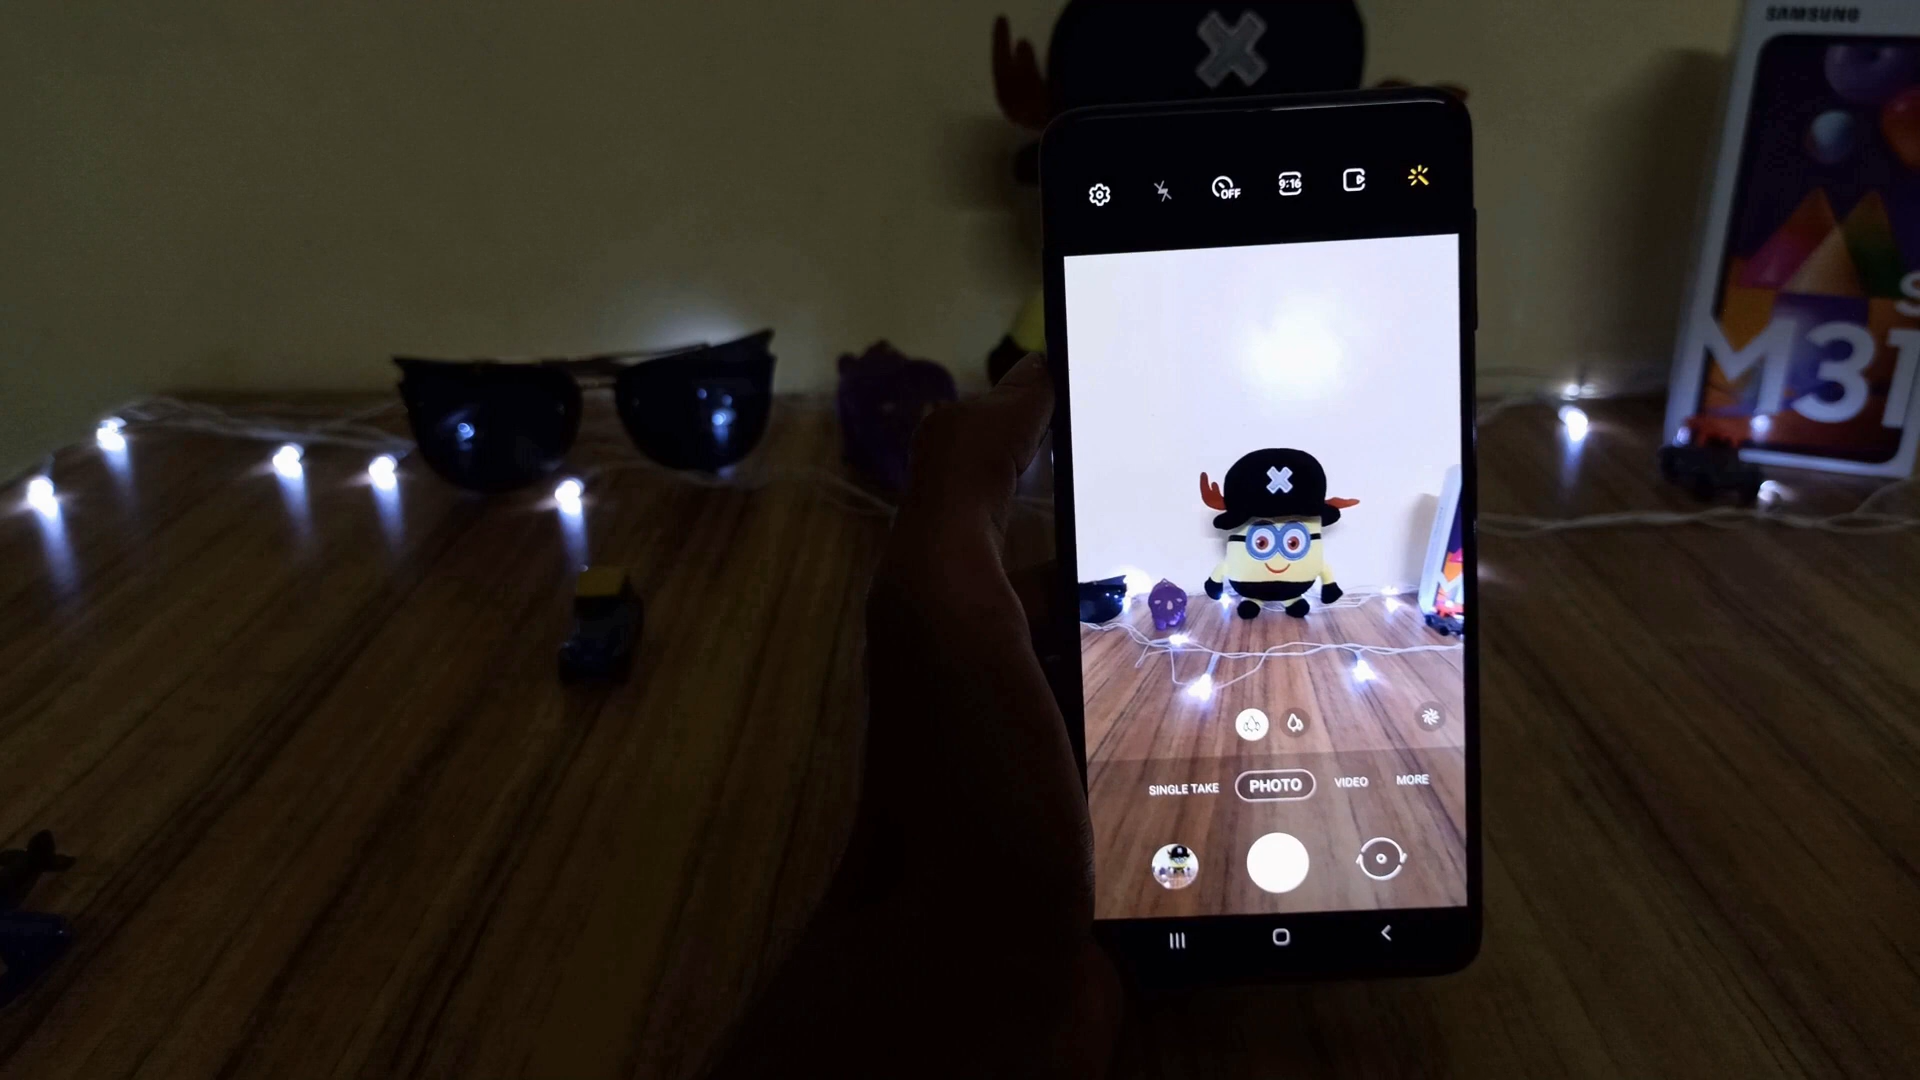 SAMSUNG
OFF
9:16
S
M31
SINGLE TAKE
PHOTO
VIDEO
MORE
M